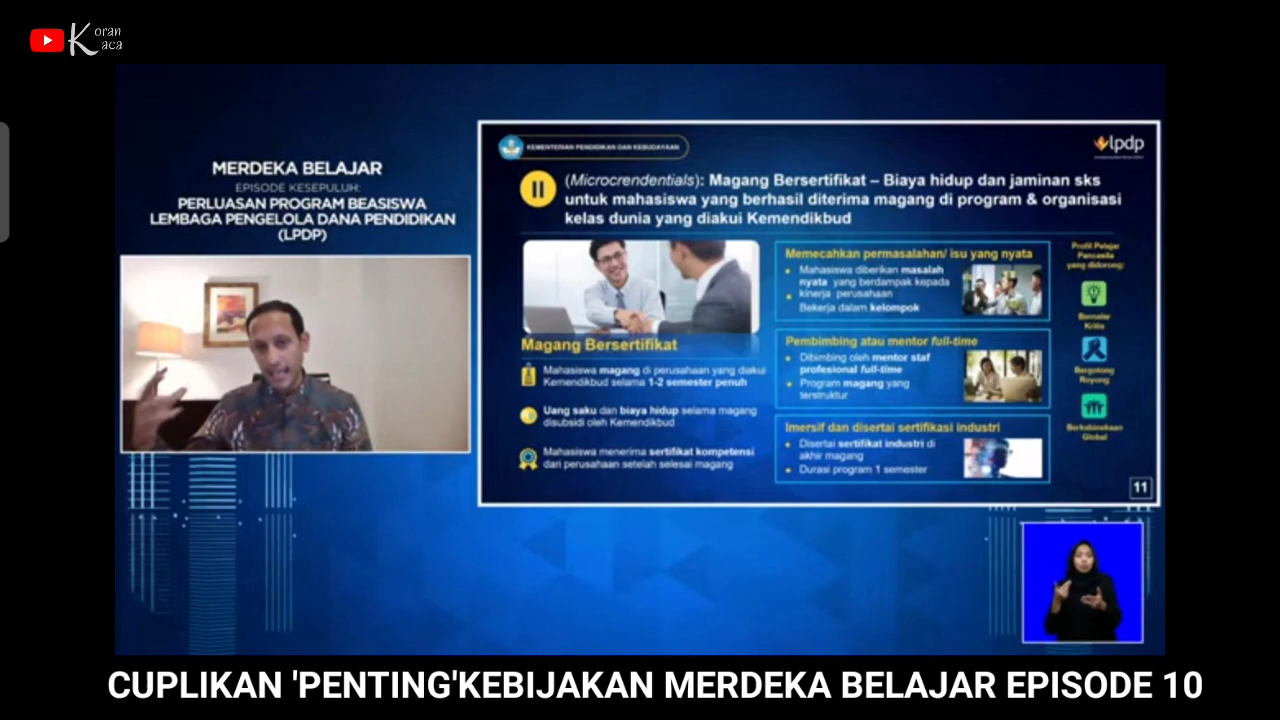 Koran
Kaca
MERDEKA BELAJAR
EPISODE KESEPULUH:
PERLUASAN PROGRAM BEASISWA
LEMBAGA PENGELOLA DANA PENDIDIKAN
(LPDP)
KEMENTERIAN PENDIDIKAN DAN KEBUDAYAAN
lpdp
(Microcrendentials): Magang Bersertifikat – Biaya hidup dan jaminan sks
untuk mahasiswa yang berhasil diterima magang di program & organisasi
kelas dunia yang diakui Kemendikbud
Magang Bersertifikat
Mahasiswa magang di perusahaan yang diakui
Kemendikbud selama 1-2 semester penuh
Uang saku dan biaya hidup selama magang
disubsidi oleh Kemendikbud
Mahasiswa menerima sertifikat kompetensi
dari perusahaan setelah selesai magang
Memecahkan permasalahan/ isu yang nyata
Mahasiswa diberikan masalah
nyata yang berdampak kepada
kinerja perusahaan
Bekerja dalam kelompok
Pembimbing atau mentor full-time
Dibimbing oleh mentor staf
profesional full-time
Program magang yang
terstruktur
Imersif dan disertai sertifikasi industri
Disertai sertifikat industri di
akhir magang
Durasi program 1 semester
Profil Pelajar
Pancasila
yang didorong:
Bernalar
Kritis
Bergotong
Royong
Berkebinekaan
Global
11
CUPLIKAN 'PENTING'KEBIJAKAN MERDEKA BELAJAR EPISODE 10